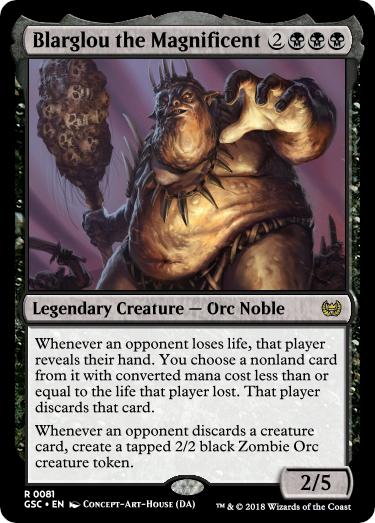 Blarglou the Magnificent 2
Legendary Creature — Orc Noble
Whenever an opponent loses life, that player
reveals their hand. You choose a nonland card
from it with converted mana cost less than or
equal to the life that player lost. That player
discards that card.
Whenever an opponent discards a creature
card, create a tapped 2/2 black Zombie Orc
creature token.
2/5
R 0081
GSC • EN Concept-Art-House (DA)
™ & © 2018 Wizards of the Coast